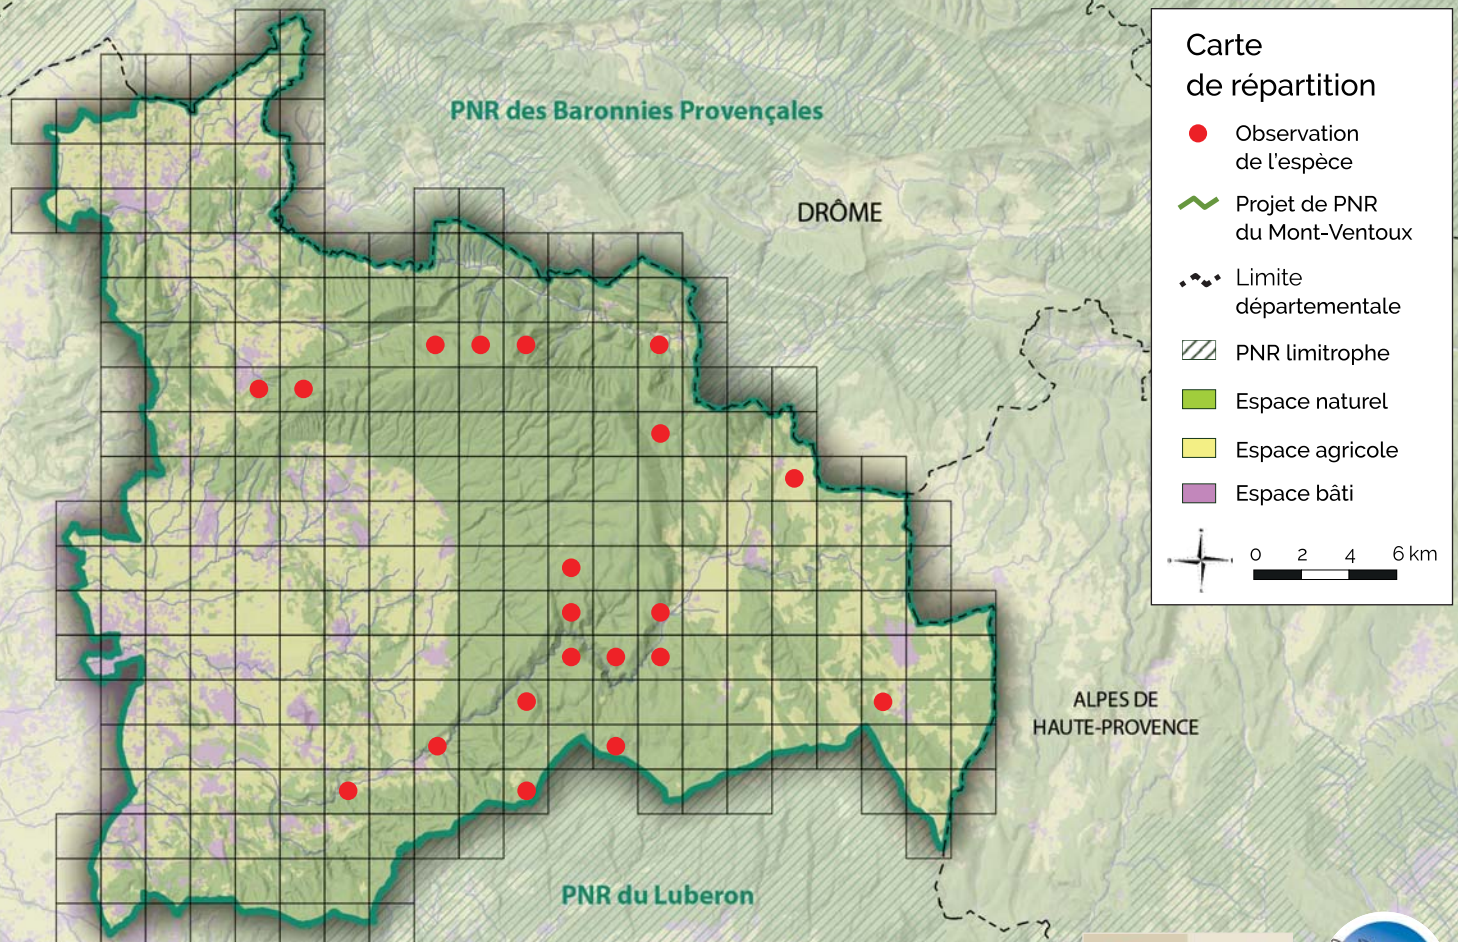 PNR des Baronnies Provençales
DRÔME
ALPES DE
HAUTE-PROVENCE
PNR du Luberon
Carte
de répartition
Observation
de l'espèce
Projet de PNR
du Mont-Ventoux
Limite
départementale
PNR limitrophe
Espace naturel
Espace agricole
Espace bâti
0 2 4 6 km